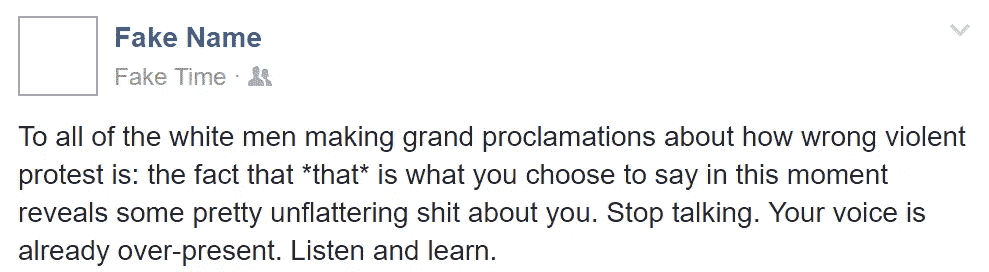 Fake Name
Fake Time ·
To all of the white men making grand proclamations about how wrong violent
protest is: the fact that *that* is what you choose to say in this moment
reveals some pretty unflattering shit about you. Stop talking. Your voice is
already over-present. Listen and learn.